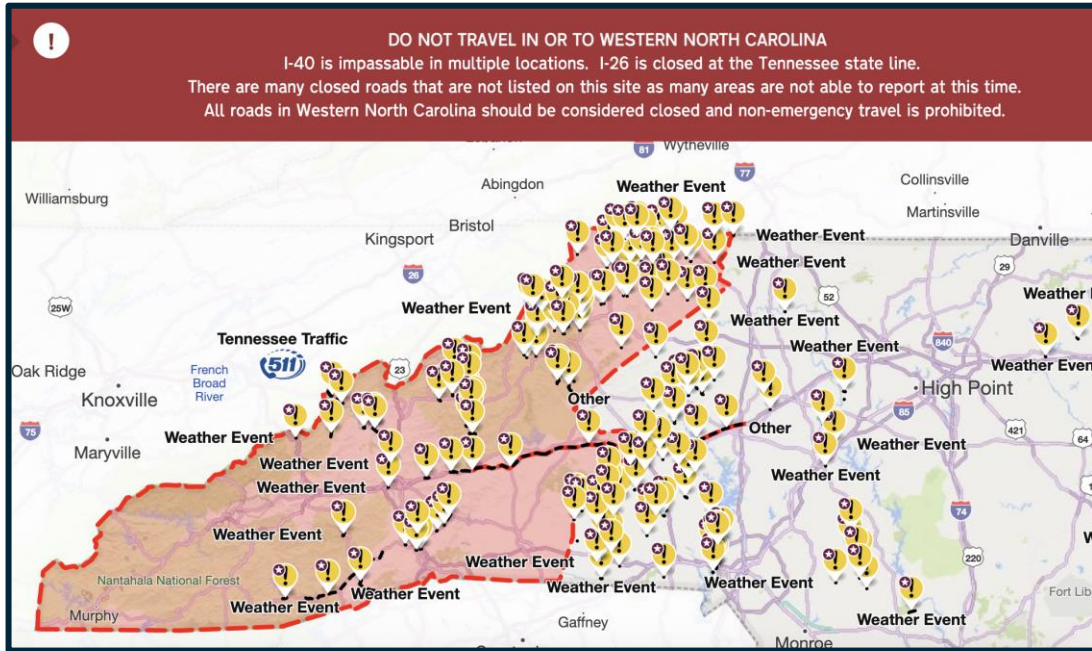 !
DO NOT TRAVEL IN OR TO WESTERN NORTH CAROLINA
I-40 is impassable in multiple locations. I-26 is closed at the Tennessee state line.
There are many closed roads that are not listed on this site as many areas are not able to report at this time.
All roads in Western North Carolina should be considered closed and non-emergency travel is prohibited.
81
Wytheville
77
Abingdon
Weather Event
Collinsville
Williamsburg
Martinsville
Bristol
Kingsport
Weather Event
Danville
26
Weather Event
29
25W
Weather Event
52
Weather
Weather Event
Tennessee Traffic
511
23
840
Weather Event
Weather Event
Oak Ridge
French
Broad
River
Knoxville
High Point
Other
75
85
Maryville
Weather Event
Other
421
64
Weather Event
Weather Event
Weather Event
Weather Event
74
Weather Event
220
Weather Event
Nantahala National Forest
Weather Event
Weather Event
Weather Event
Fort Lib
Murphy
Gaffney
Weather Event
Monroe